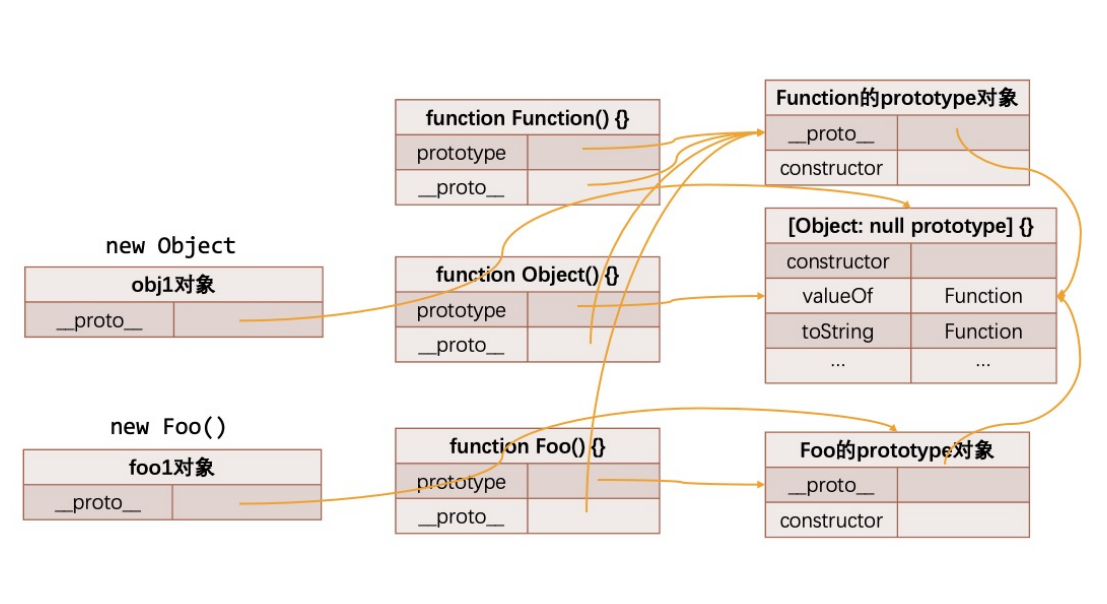 new Object
obj1对象
__proto__
new Foo()
foo1对象
__proto__
function Function() {}
prototype
__proto__
function Object() {}
prototype
__proto__
function Foo() {}
prototype
__proto__
Function的prototype对象
__proto__
constructor
[Object: null prototype] {}
constructor
valueOf Function
toString Function
... ...
Foo的prototype对象
__proto__
constructor